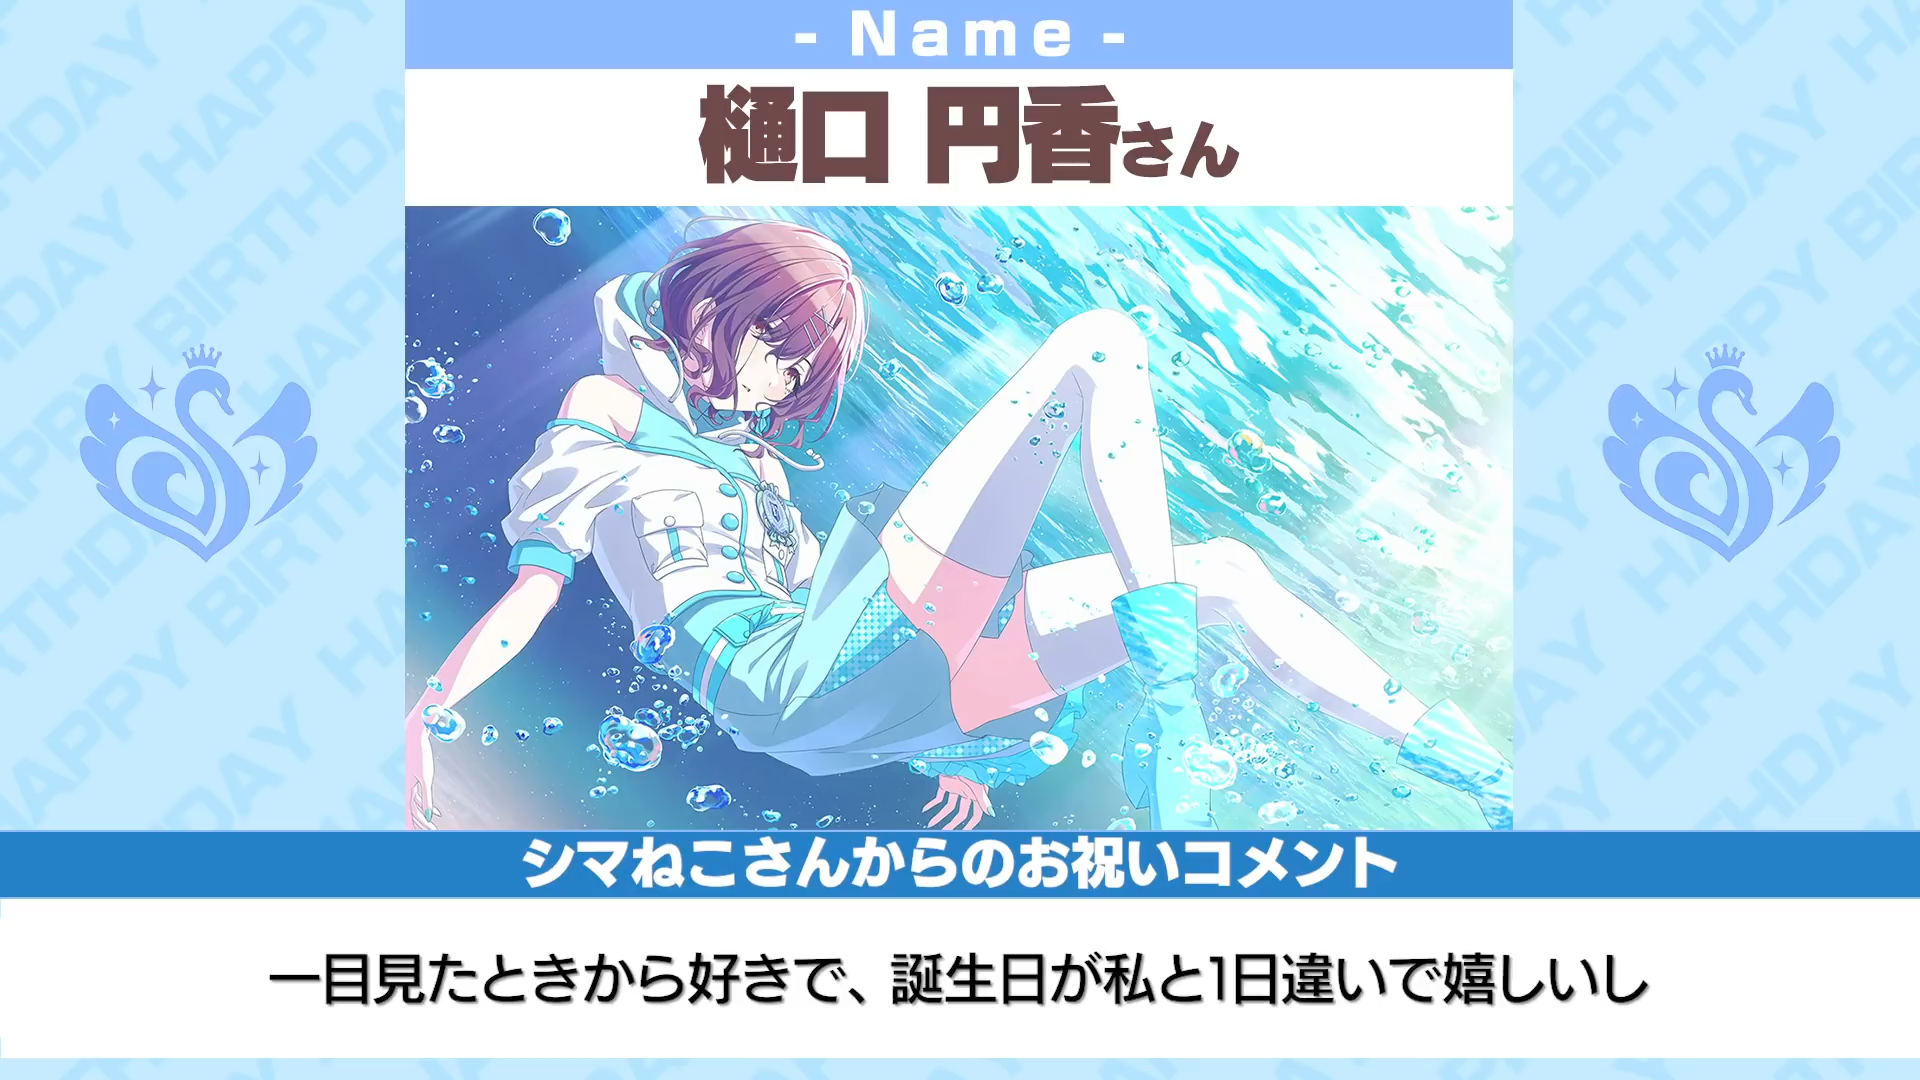 - Name -
樋口 円香さん
シマねこさんからのお祝いコメント
一目見たときから好きで、誕生日が私と1日違いで嬉しいし
HAPPY BIRTHDAY